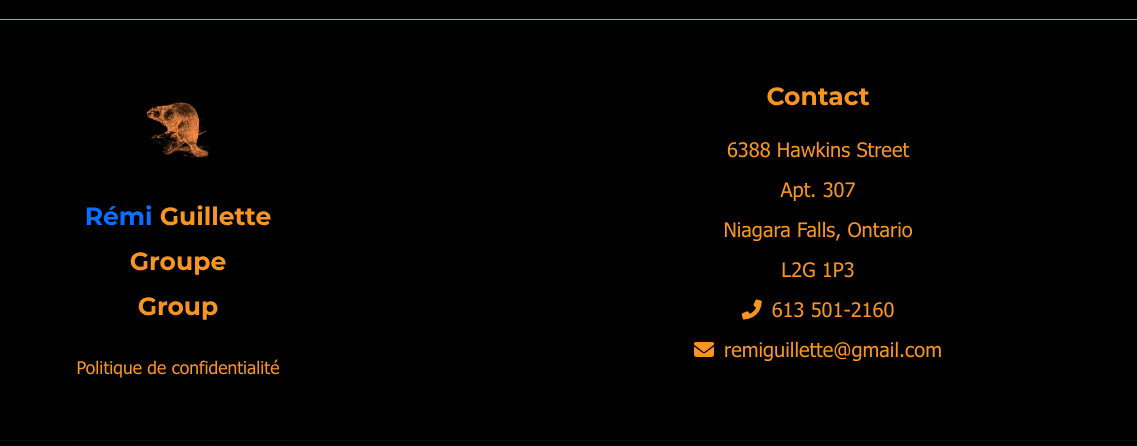 Rémi Guillette
Groupe
Group
Politique de confidentialité
Contact
6388 Hawkins Street
Apt. 307
Niagara Falls, Ontario
L2G 1P3
613 501-2160
remiguillette@gmail.com